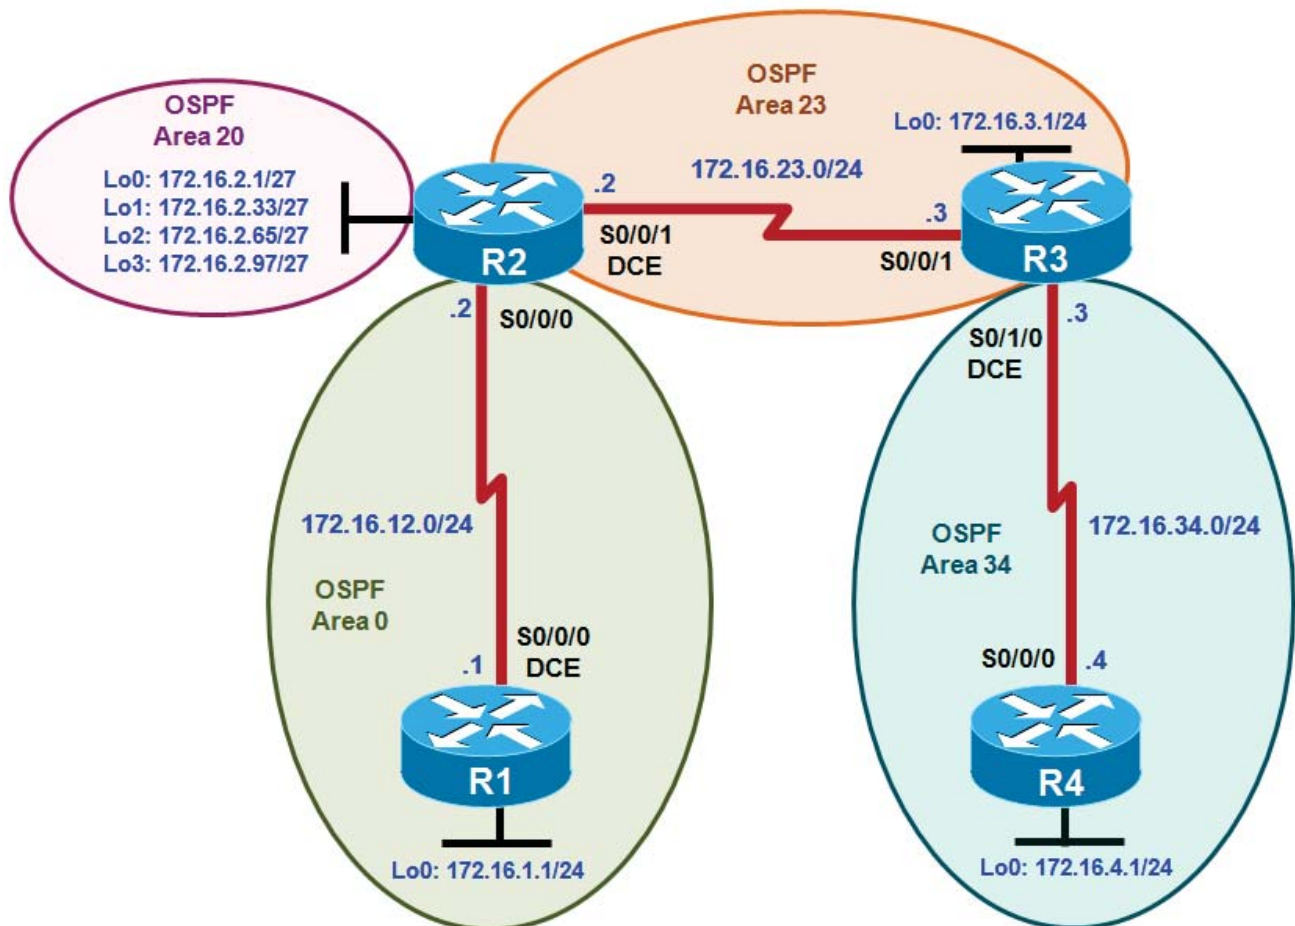 OSPF
Area 20
Lo0: 172.16.2.1/27
Lo1: 172.16.2.33/27
Lo2: 172.16.2.65/27
Lo3: 172.16.2.97/27
OSPF
Area 23
Lo0: 172.16.3.1/24
172.16.23.0/24
.2
.3
S0/0/1
DCE
S0/0/1
R2
R3
.2
S0/0/0
.3
S0/1/0
DCE
172.16.12.0/24
172.16.34.0/24
OSPF
Area 0
OSPF
Area 34
S0/0/0
DCE
.1
S0/0/0
.4
R1
R4
Lo0: 172.16.1.1/24
Lo0: 172.16.4.1/24